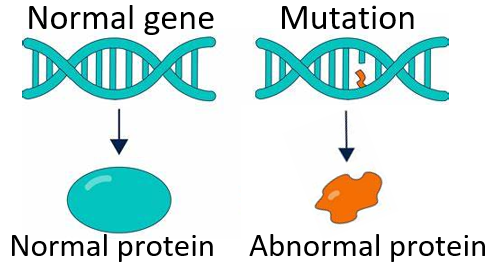 Normal gene
Mutation
Normal protein
Abnormal protein